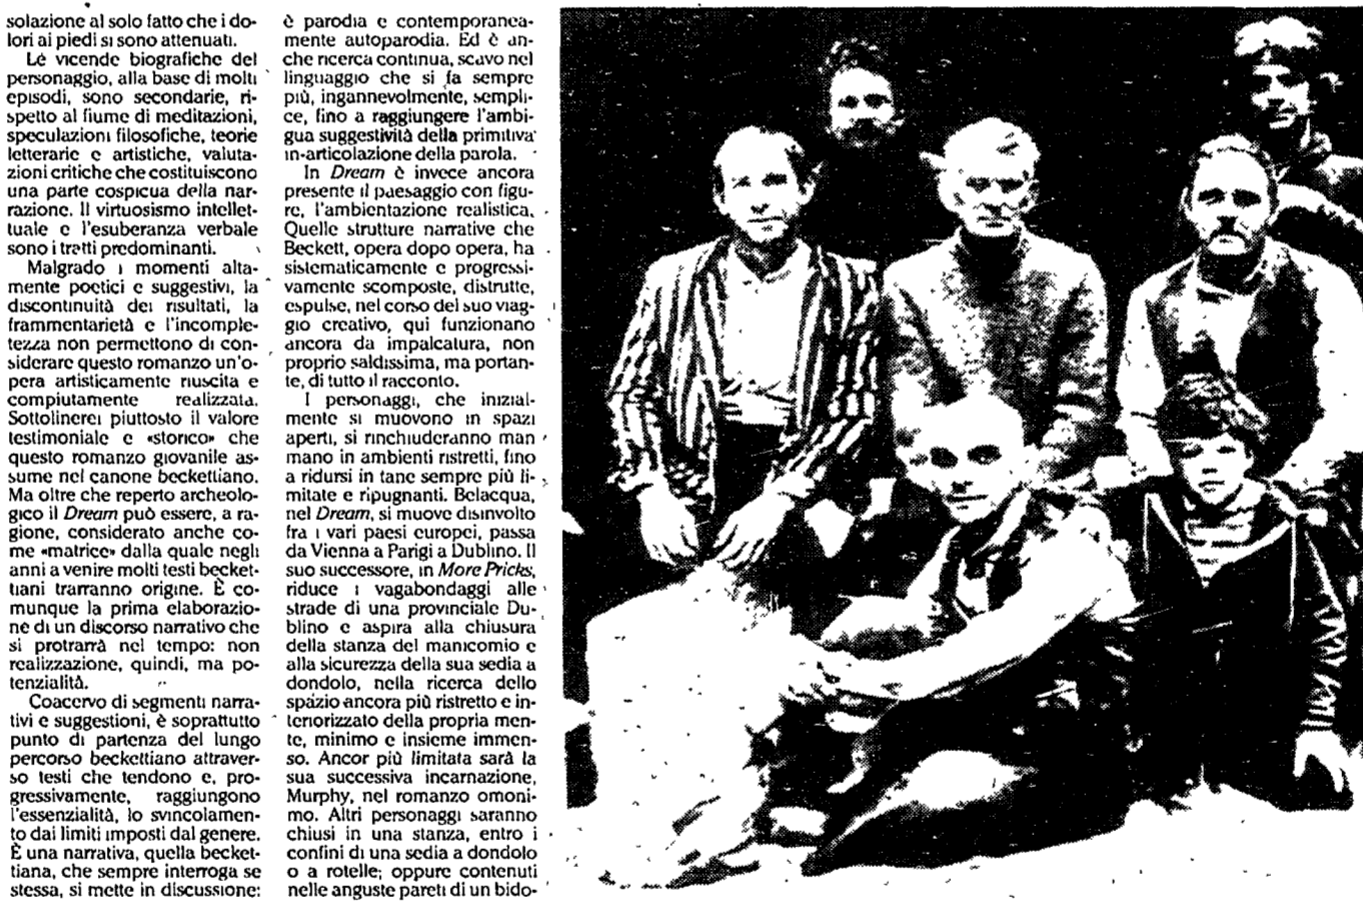 solazione al solo fatto che i do-
lori ai piedi si sono attenuati.
Le vicende biografiche del
personaggio, alla base di molti
episodi, sono secondarie, ri-
spetto al fiume di meditazioni,
speculazioni filosofiche, teorie
letterarie e artistiche, valuta-
zioni critiche che costituiscono
una parte cospicua della nar-
razione. Il virtuosismo intellet-
tuale e l'esuberanza verbale
sono i tratti predominanti.
Malgrado i momenti alta-
mente poetici e suggestivi, la
discontinuità dei risultati, la
frammentarietà e l'incomple-
tezza non permettono di con-
siderare questo romanzo un'o-
pera artisticamente riuscita e
compiutamente realizzata.
Sottolinerei piuttosto il valore
testimoniale e «storico» che
questo romanzo giovanile as-
sume nel canone beckettiano.
Ma oltre che reperto archeolo-
gico il Dream può essere, a ra-
gione, considerato anche co-
me «matrice» dalla quale negli
anni a venire molti testi becket-
tiani trarranno origine. È co-
munque la prima elaborazio-
ne di un discorso narrativo che
si protrarrà nel tempo: non
realizzazione, quindi, ma po-
tenzialità.
Coacervo di segmenti narra-
tivi e suggestioni, è soprattutto
punto di partenza del lungo
percorso beckettiano attraver-
so testi che tendono e, pro-
gressivamente, raggiungono
l'essenzialità, lo svincolamen-
to dai limiti imposti dal genere.
È una narrativa, quella becket-
tiana, che sempre interroga se
stessa, si mette in discussione:
è parodia e contemporanea-
mente autoparodia. Ed è an-
che ricerca continua, scavo nel
linguaggio che si fa sempre
più, ingannevolmente, sempli-
ce, fino a raggiungere l'ambi-
gua suggestività della primitiva
in-articolazione della parola.
In Dream è invece ancora
presente il paesaggio con figu-
re, l'ambientazione realistica.
Quelle strutture narrative che
Beckett, opera dopo opera, ha
sistematicamente e progressi-
vamente scomposte, distrutte,
espulse, nel corso del suo viag-
gio creativo, qui funzionano
ancora da impalcatura, non
proprio saldissima, ma portan-
te, di tutto il racconto.
I personaggi, che inizial-
mente si muovono in spazi
aperti, si rinchiuderanno man
mano in ambienti ristretti, fino
a ridursi in tane sempre più li-
mitate e ripugnanti. Belacqua,
nel Dream, si muove disinvolto
fra i vari paesi europei, passa
da Vienna a Parigi a Dublino. Il
suo successore, in More Pricks,
riduce i vagabondaggi alle
strade di una provinciale Du-
blino e aspira alla chiusura
della stanza del manicomio e
alla sicurezza della sua sedia a
dondolo, nella ricerca dello
spazio ancora più ristretto e in-
teriorizzato della propria men-
te, minimo e insieme immen-
so. Ancor più limitata sarà la
sua successiva incarnazione,
Murphy, nel romanzo omoni-
mo. Altri personaggi saranno
chiusi in una stanza, entro i
confini di una sedia a dondolo
o a rotelle; oppure contenuti
nelle anguste pareti di un bido-